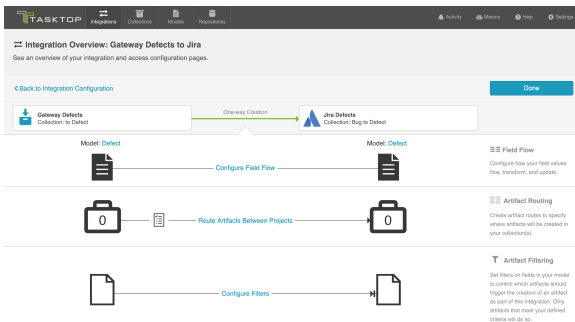 TASKTOP
Integrations
Collections
Models
Repositories
Activity
Metrics
Help
Settings
Integration Overview: Gateway Defects to Jira
See an overview of your integration and access configuration pages.
Back to Integration Configuration
Done
Gateway Defects
Collection: to Defect
One-way Creation
Jira Defects
Collection: Bug to Defect
Model: Defect
Model: Defect
Configure Field Flow
Field Flow
Configure how your field values
flow, transform, and update.
0
Route Artifacts Between Projects
0
Artifact Routing
Create artifact routes to specify
where artifacts will be created in
your collection(s).
Configure Filters
Artifact Filtering
Set filters on fields in your model
to control which artifacts should
trigger the creation of an artifact
as part of this integration. Only
artifacts that meet your defined
criteria will do so.